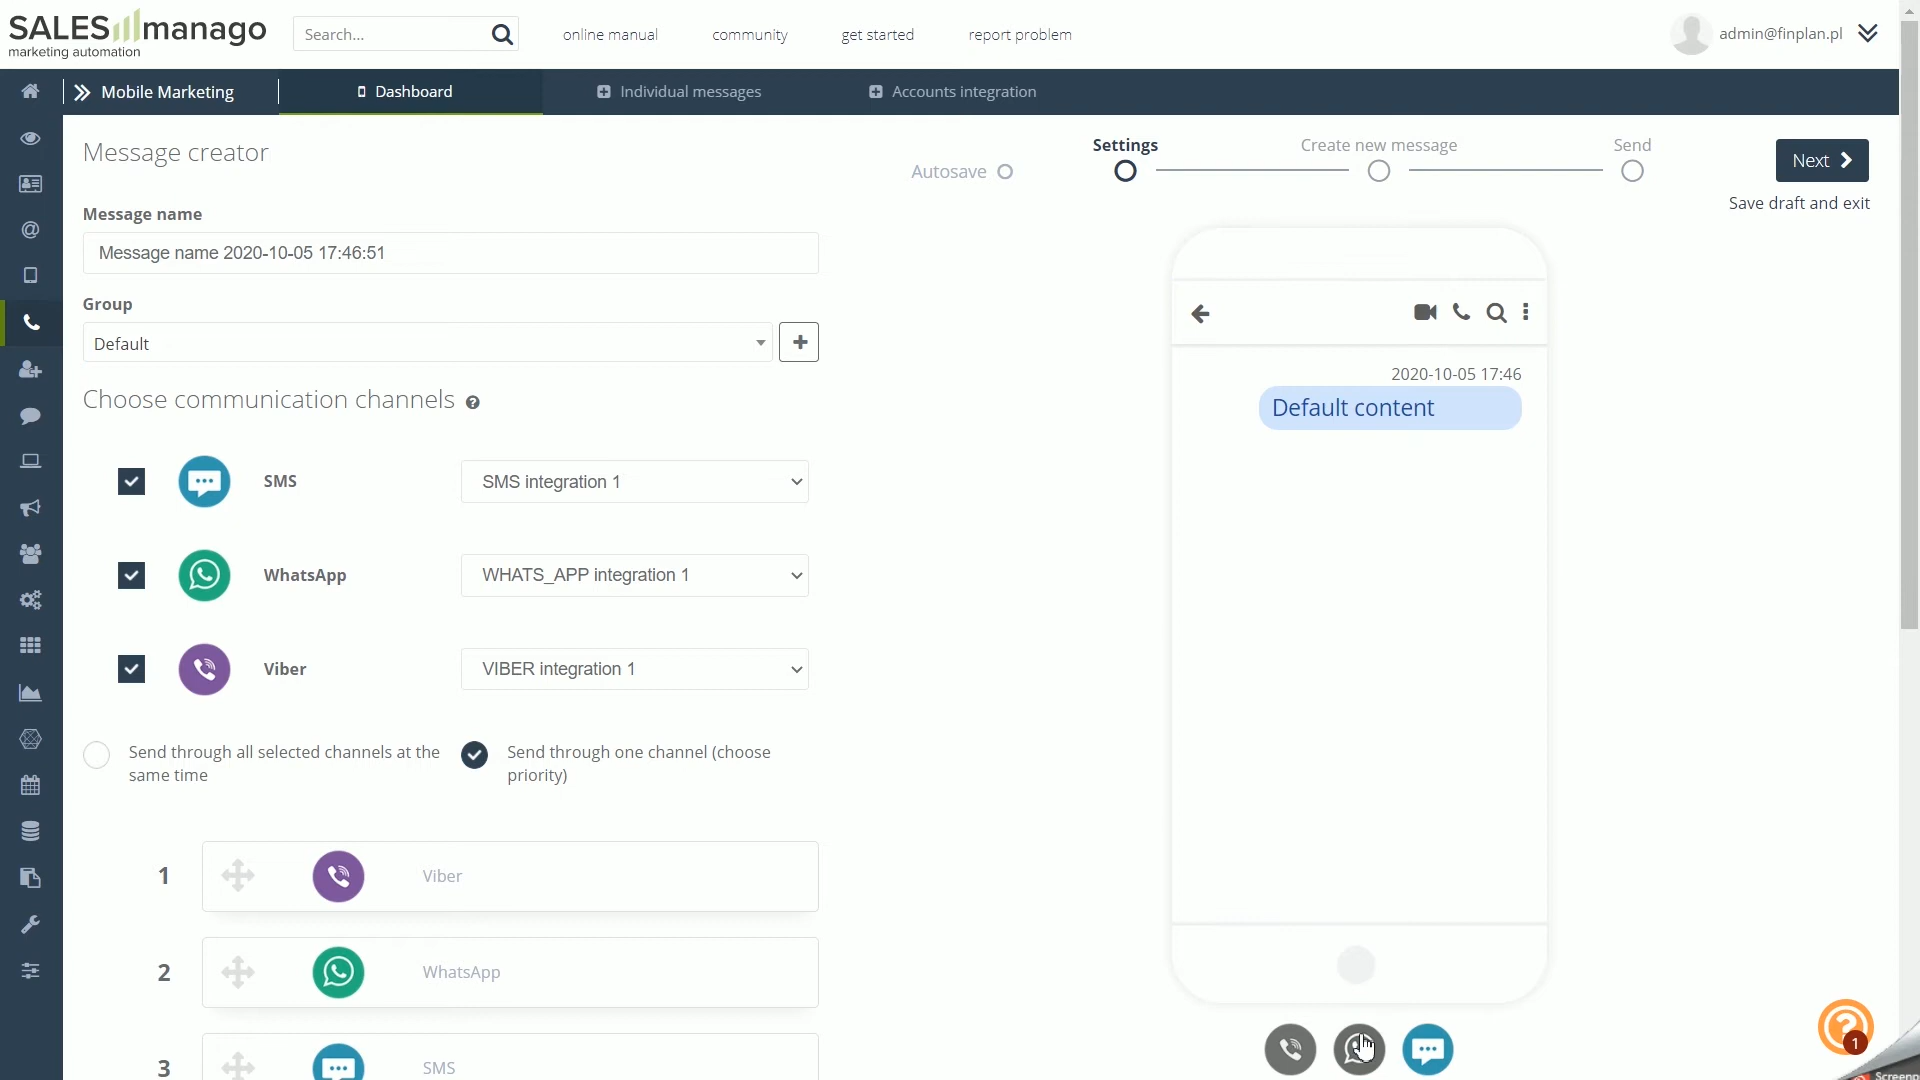 SALES manago
marketing automation
Search...
online manual
community
get started
report problem
admin@finplan.pl
Mobile Marketing
Dashboard
Individual messages
Accounts integration
Message creator
Autosave
Settings
Create new message
Send
Next
Save draft and exit
Message name
Message name 2020-10-05 17:46:51
Group
Default
Choose communication channels
SMS
SMS integration 1
WhatsApp
WHATS_APP integration 1
Viber
VIBER integration 1
Send through all selected channels at the
same time
Send through one channel (choose
priority)
1
Viber
2
WhatsApp
3
SMS
2020-10-05 17:46
Default content
1